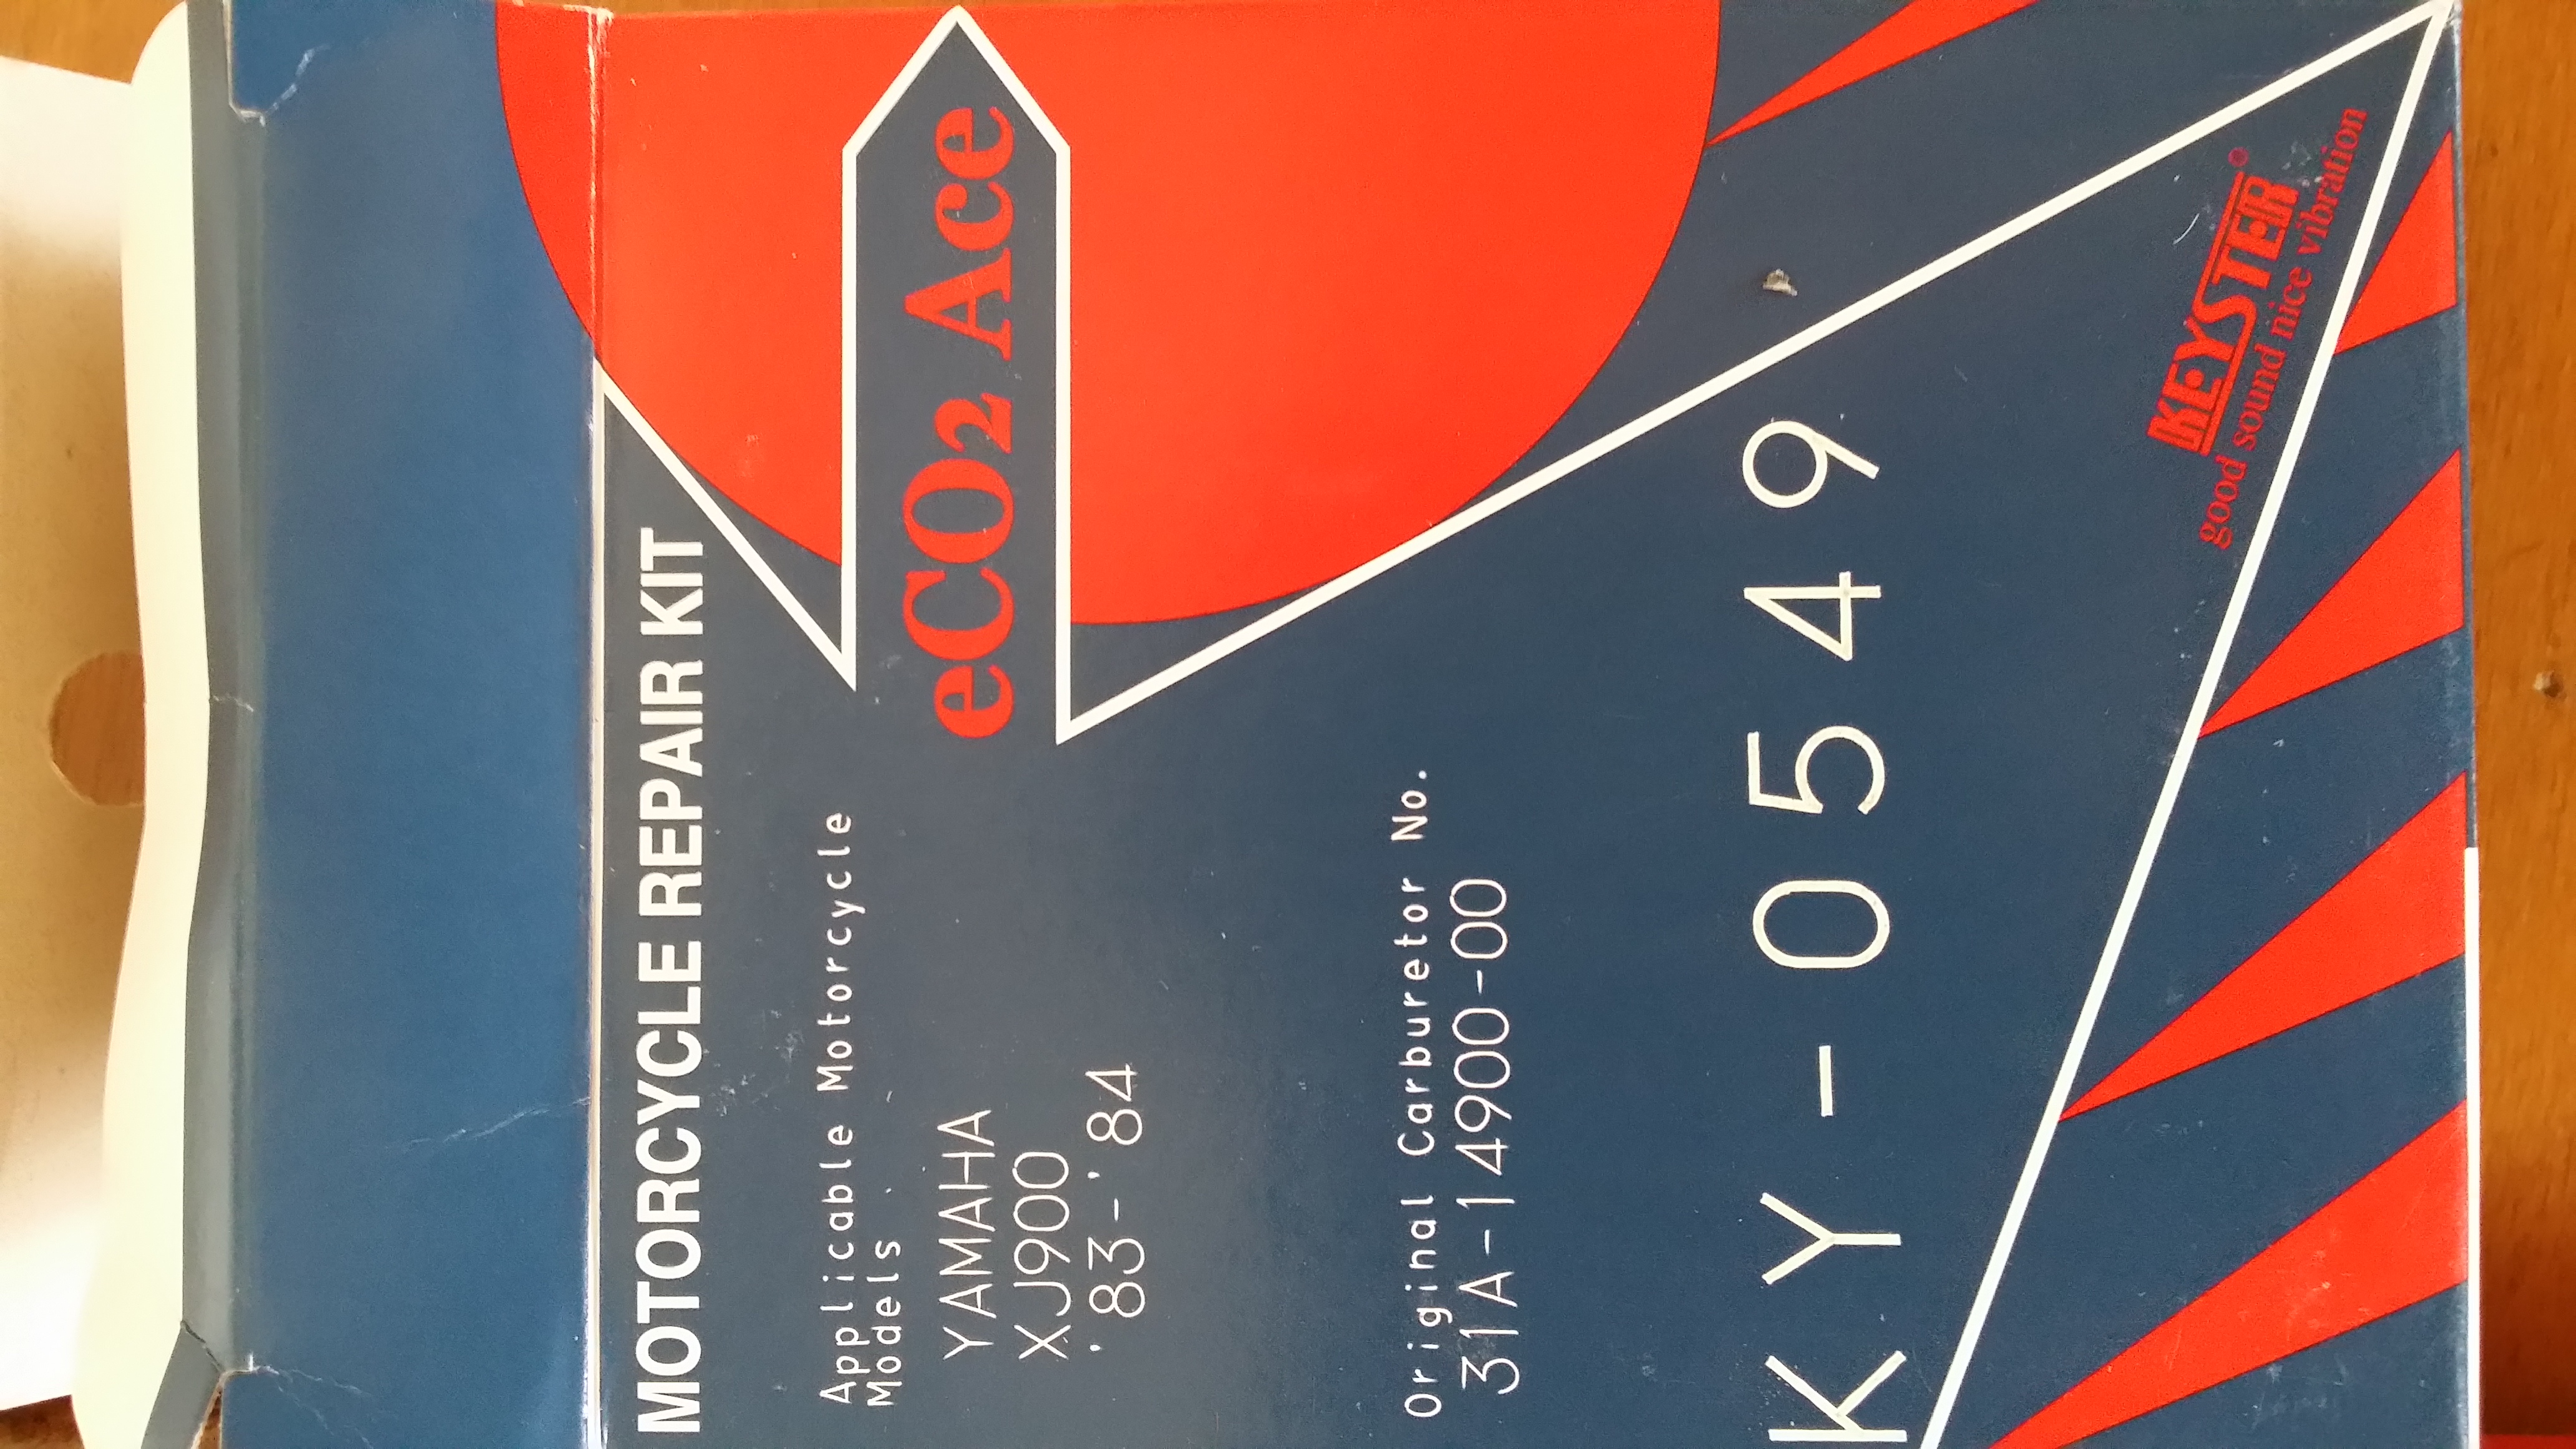 MOTORCYCLE REPAIR KIT
eCO2 Ace
Applicable Motorcycle
Models
YAMAHA
XJ900
'83-'84
Original Carburetor No.
31A-14900-00
KY-0549
KEYSTER®
good sound nice vibration